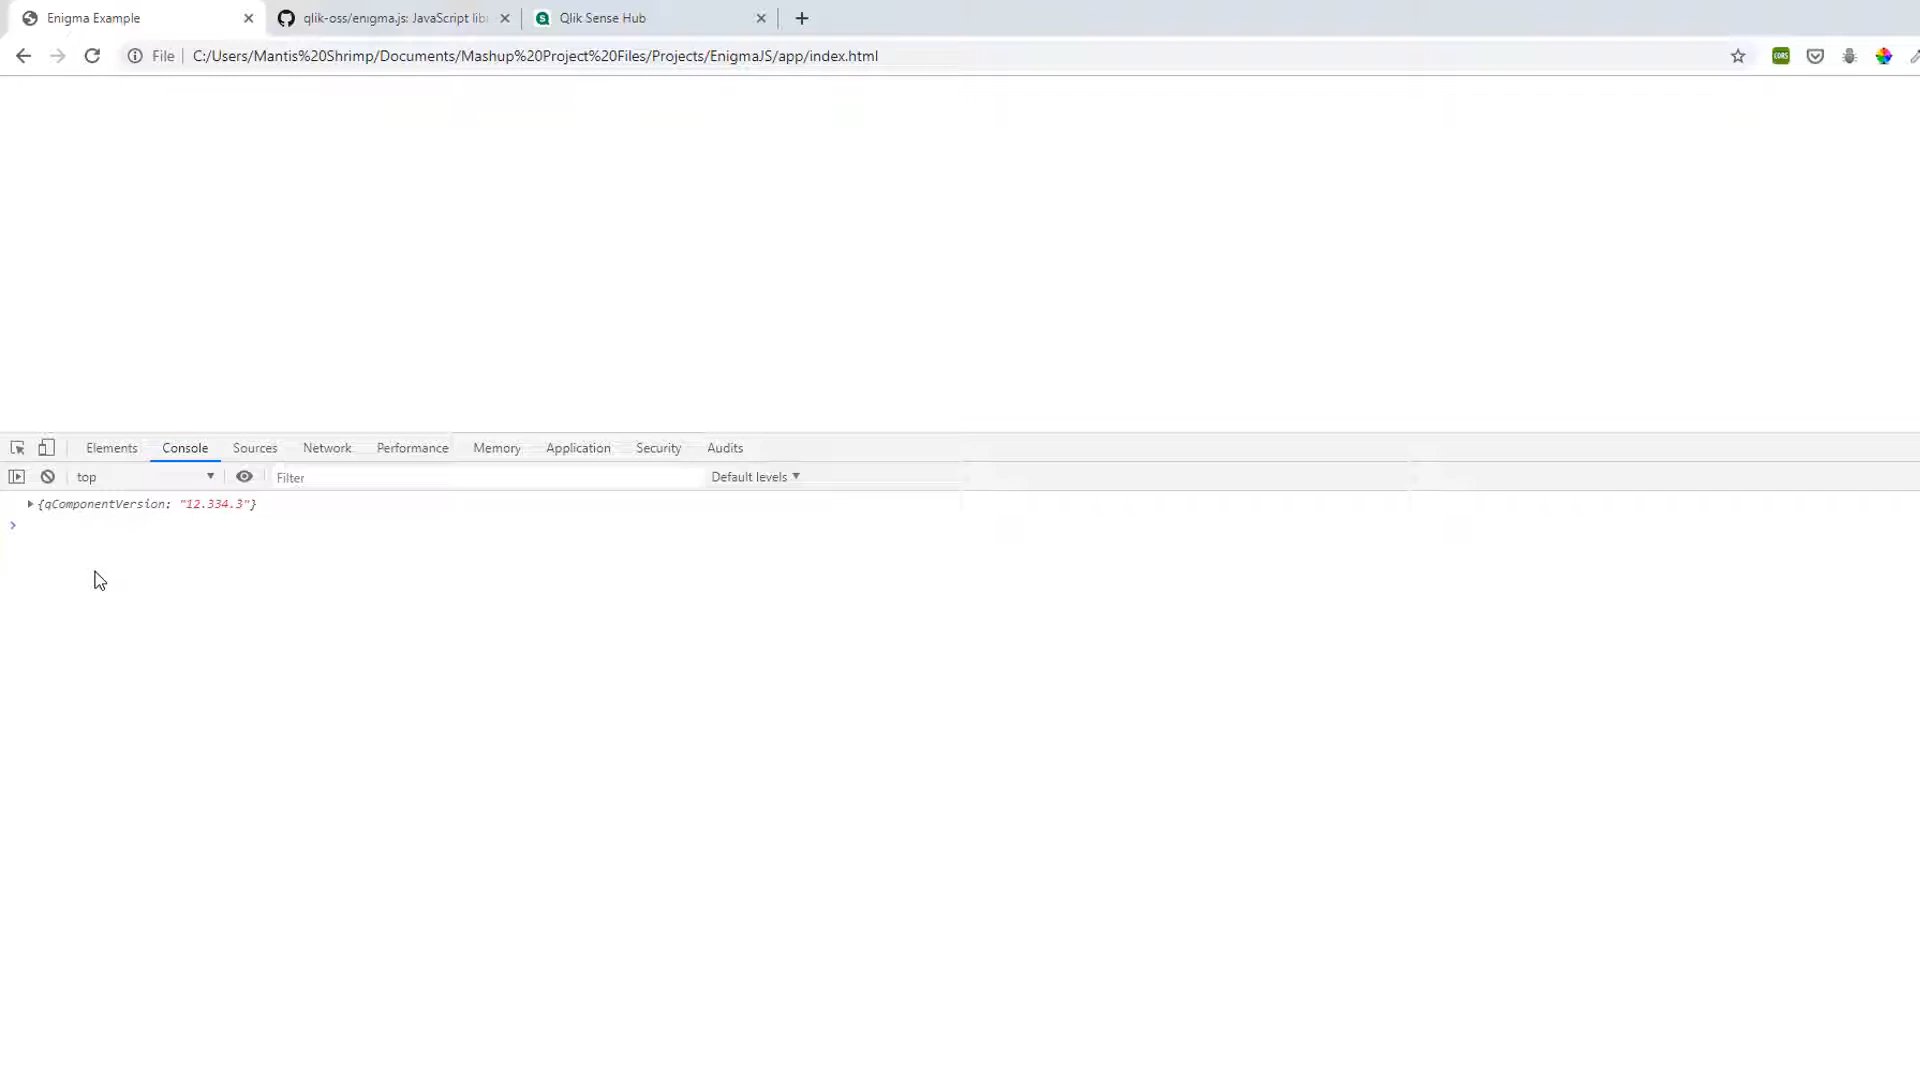 Enigma Example
qlik-oss/enigma.js: JavaScript lib
Qlik Sense Hub
File
C:/Users/Mantis%20Shrimp/Documents/Mashup%20Project%20Files/Projects/EnigmaJS/app/index.html
CORS
Elements
Console
Sources
Network
Performance
Memory
Application
Security
Audits
top
Filter
Default levels
{qComponentVersion: "12.334.3"}